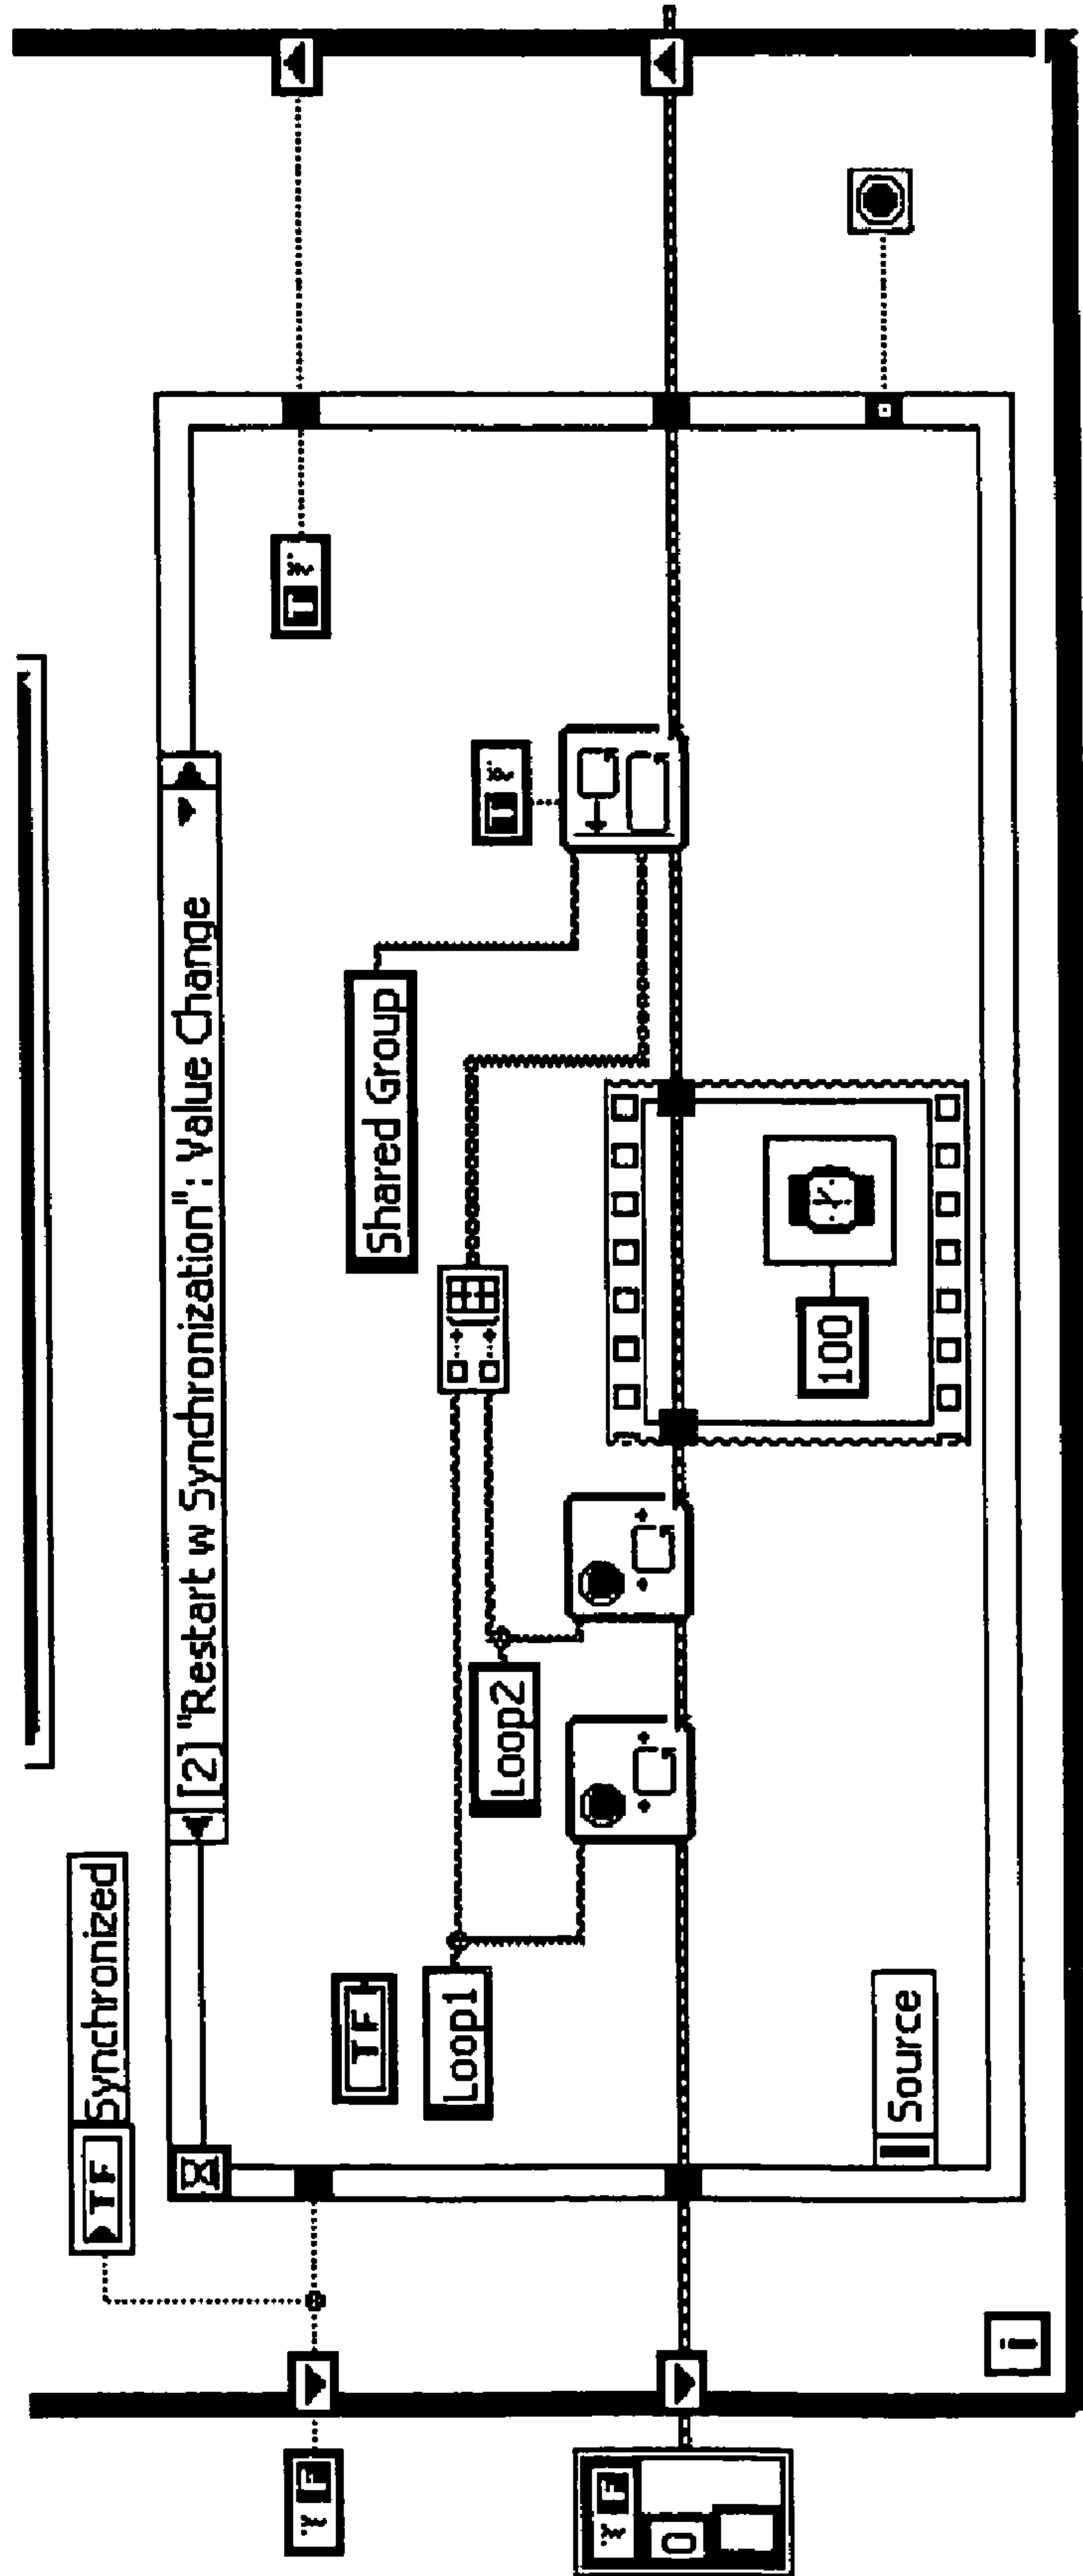 Synchronized
TF
[2] "Restart w Synchronization": Value Change
TF
T
Loop1
Shared Group
Loop2
T
100
Source
i
F
F
0